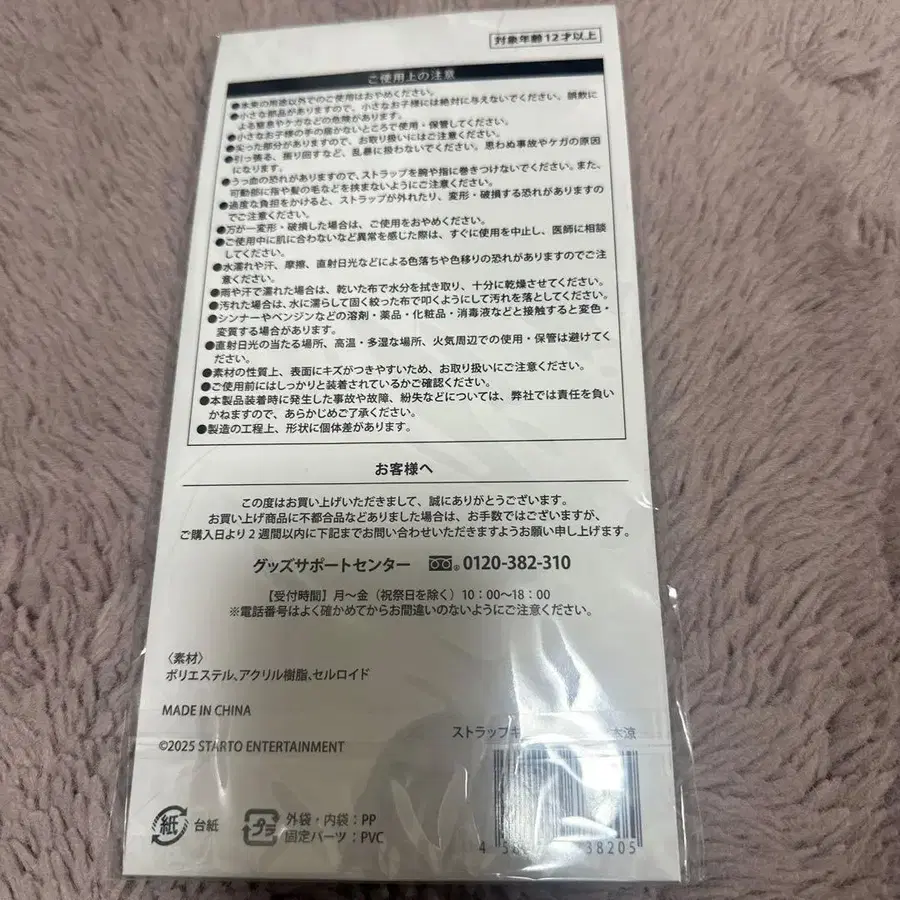 対象年齢12才以上
ご使用上の注意
●本来の用途以外でのご使用はおやめください。
●小さな部品がありますので、小さなお子様には絶対に与えないでください。誤飲に
よる窒息やケガなどの危険があります。
●小さなお子様の手の届かないところで使用・保管してください。
●尖った部分がありますので、お取り扱いにはご注意ください。
●引っ張る、振り回すなど、乱暴に扱わないでください。思わぬ事故やケガの原因
になります。
●うっ血の恐れがありますので、ストラップを腕や指に巻きつけないでください。また、
可動部に指や髪の毛などを挟まないようにご注意ください。
●過度な負担をかけると、ストラップが外れたり、変形・破損する恐れがありますの
でご注意ください。
●万が一変形・破損した場合は、ご使用をおやめください。
●ご使用中に肌に合わないなど異常を感じた際は、すぐに使用を中止し、医師に相談
してください。
●水濡れや汗、摩擦、直射日光などによる色落ちや色移りの恐れがありますのでご注
意ください。
●雨や汗で濡れた場合は、乾いた布で水分を拭き取り、十分に乾燥させてください。
●汚れた場合は、水に濡らして固く絞った布で叩くようにして汚れを落としてください。
●シンナーやベンジンなどの溶剤・薬品・化粧品・消毒液などと接触すると変色・
変質する場合があります。
●直射日光の当たる場所、高温・多湿な場所、火気周辺での使用・保管は避けてく
ださい。
●素材の性質上、表面にキズがつきやすいため、お取り扱いにご注意ください。
●ご使用前にはしっかりと装着されているかご確認ください。
●本製品装着時に発生した事故や故障、紛失などについては、弊社では責任を負い
かねますので、あらかじめご了承ください。
●製造の工程上、形状に個体差があります。
お客様へ
この度はお買い上げいただきまして、誠にありがとうございます。
お買い上げ商品に不都合品などありました場合は、お手数ではございますが、
ご購入日より2週間以内に下記までお問い合わせいただきますようお願い申し上げます。
グッズサポートセンター 0120-382-310
【受付時間】月〜金（祝祭日を除く）10：00〜18：00
※電話番号はよく確かめてからお間違いのないようにご注意ください。
〈素材〉
ポリエステル、アクリル樹脂、セルロイド
MADE IN CHINA
©2025 STARTO ENTERTAINMENT
ストラップキ 本涼
4 38205
紙 台紙
プラ 外袋・内袋：PP
固定パーツ：PVC